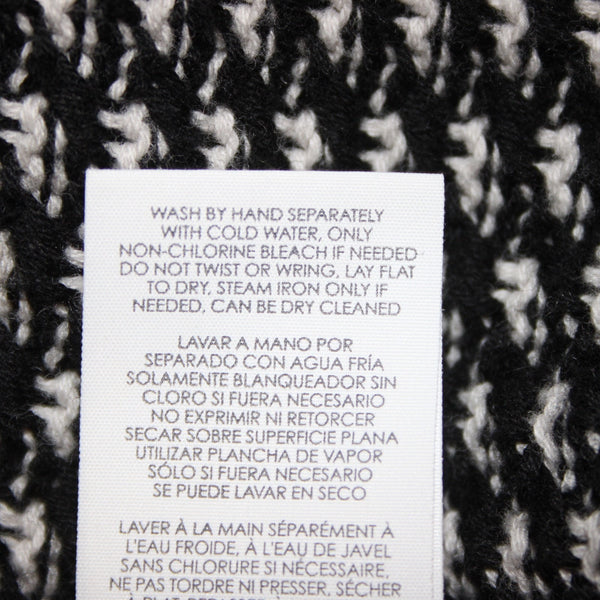 WASH BY HAND SEPARATELY
WITH COLD WATER, ONLY
NON-CHLORINE BLEACH IF NEEDED
DO NOT TWIST OR WRING, LAY FLAT
TO DRY, STEAM IRON ONLY IF
NEEDED, CAN BE DRY CLEANED
LAVAR A MANO POR
SEPARADO CON AGUA FRÍA
SOLAMENTE BLANQUEADOR SIN
CLORO SI FUERA NECESARIO
NO EXPRIMIR NI RETORCER
SECAR SOBRE SUPERFICIE PLANA
UTILIZAR PLANCHA DE VAPOR
SÓLO SI FUERA NECESARIO
SE PUEDE LAVAR EN SECO
LAVER À LA MAIN SÉPARÉMENT À
L'EAU FROIDE, À L'EAU DE JAVEL
SANS CHLORURE SI NÉCESSAIRE,
NE PAS TORDRE NI PRESSER, SÉCHER
À PLAT